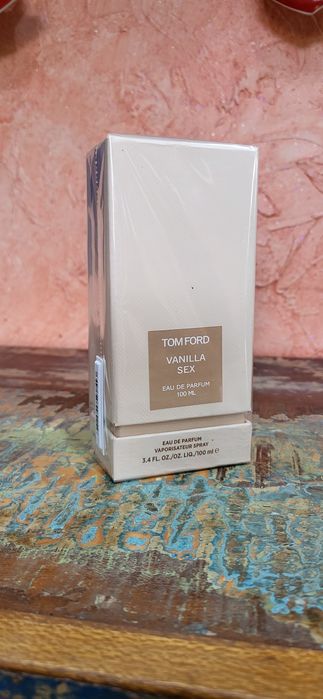 TOM FORD
VANILLA
SEX
EAU DE PARFUM
100 ML
EAU DE PARFUM
VAPORISATEUR SPRAY
3.4 FL. OZ./OZ. LIQ./100 ml ℮